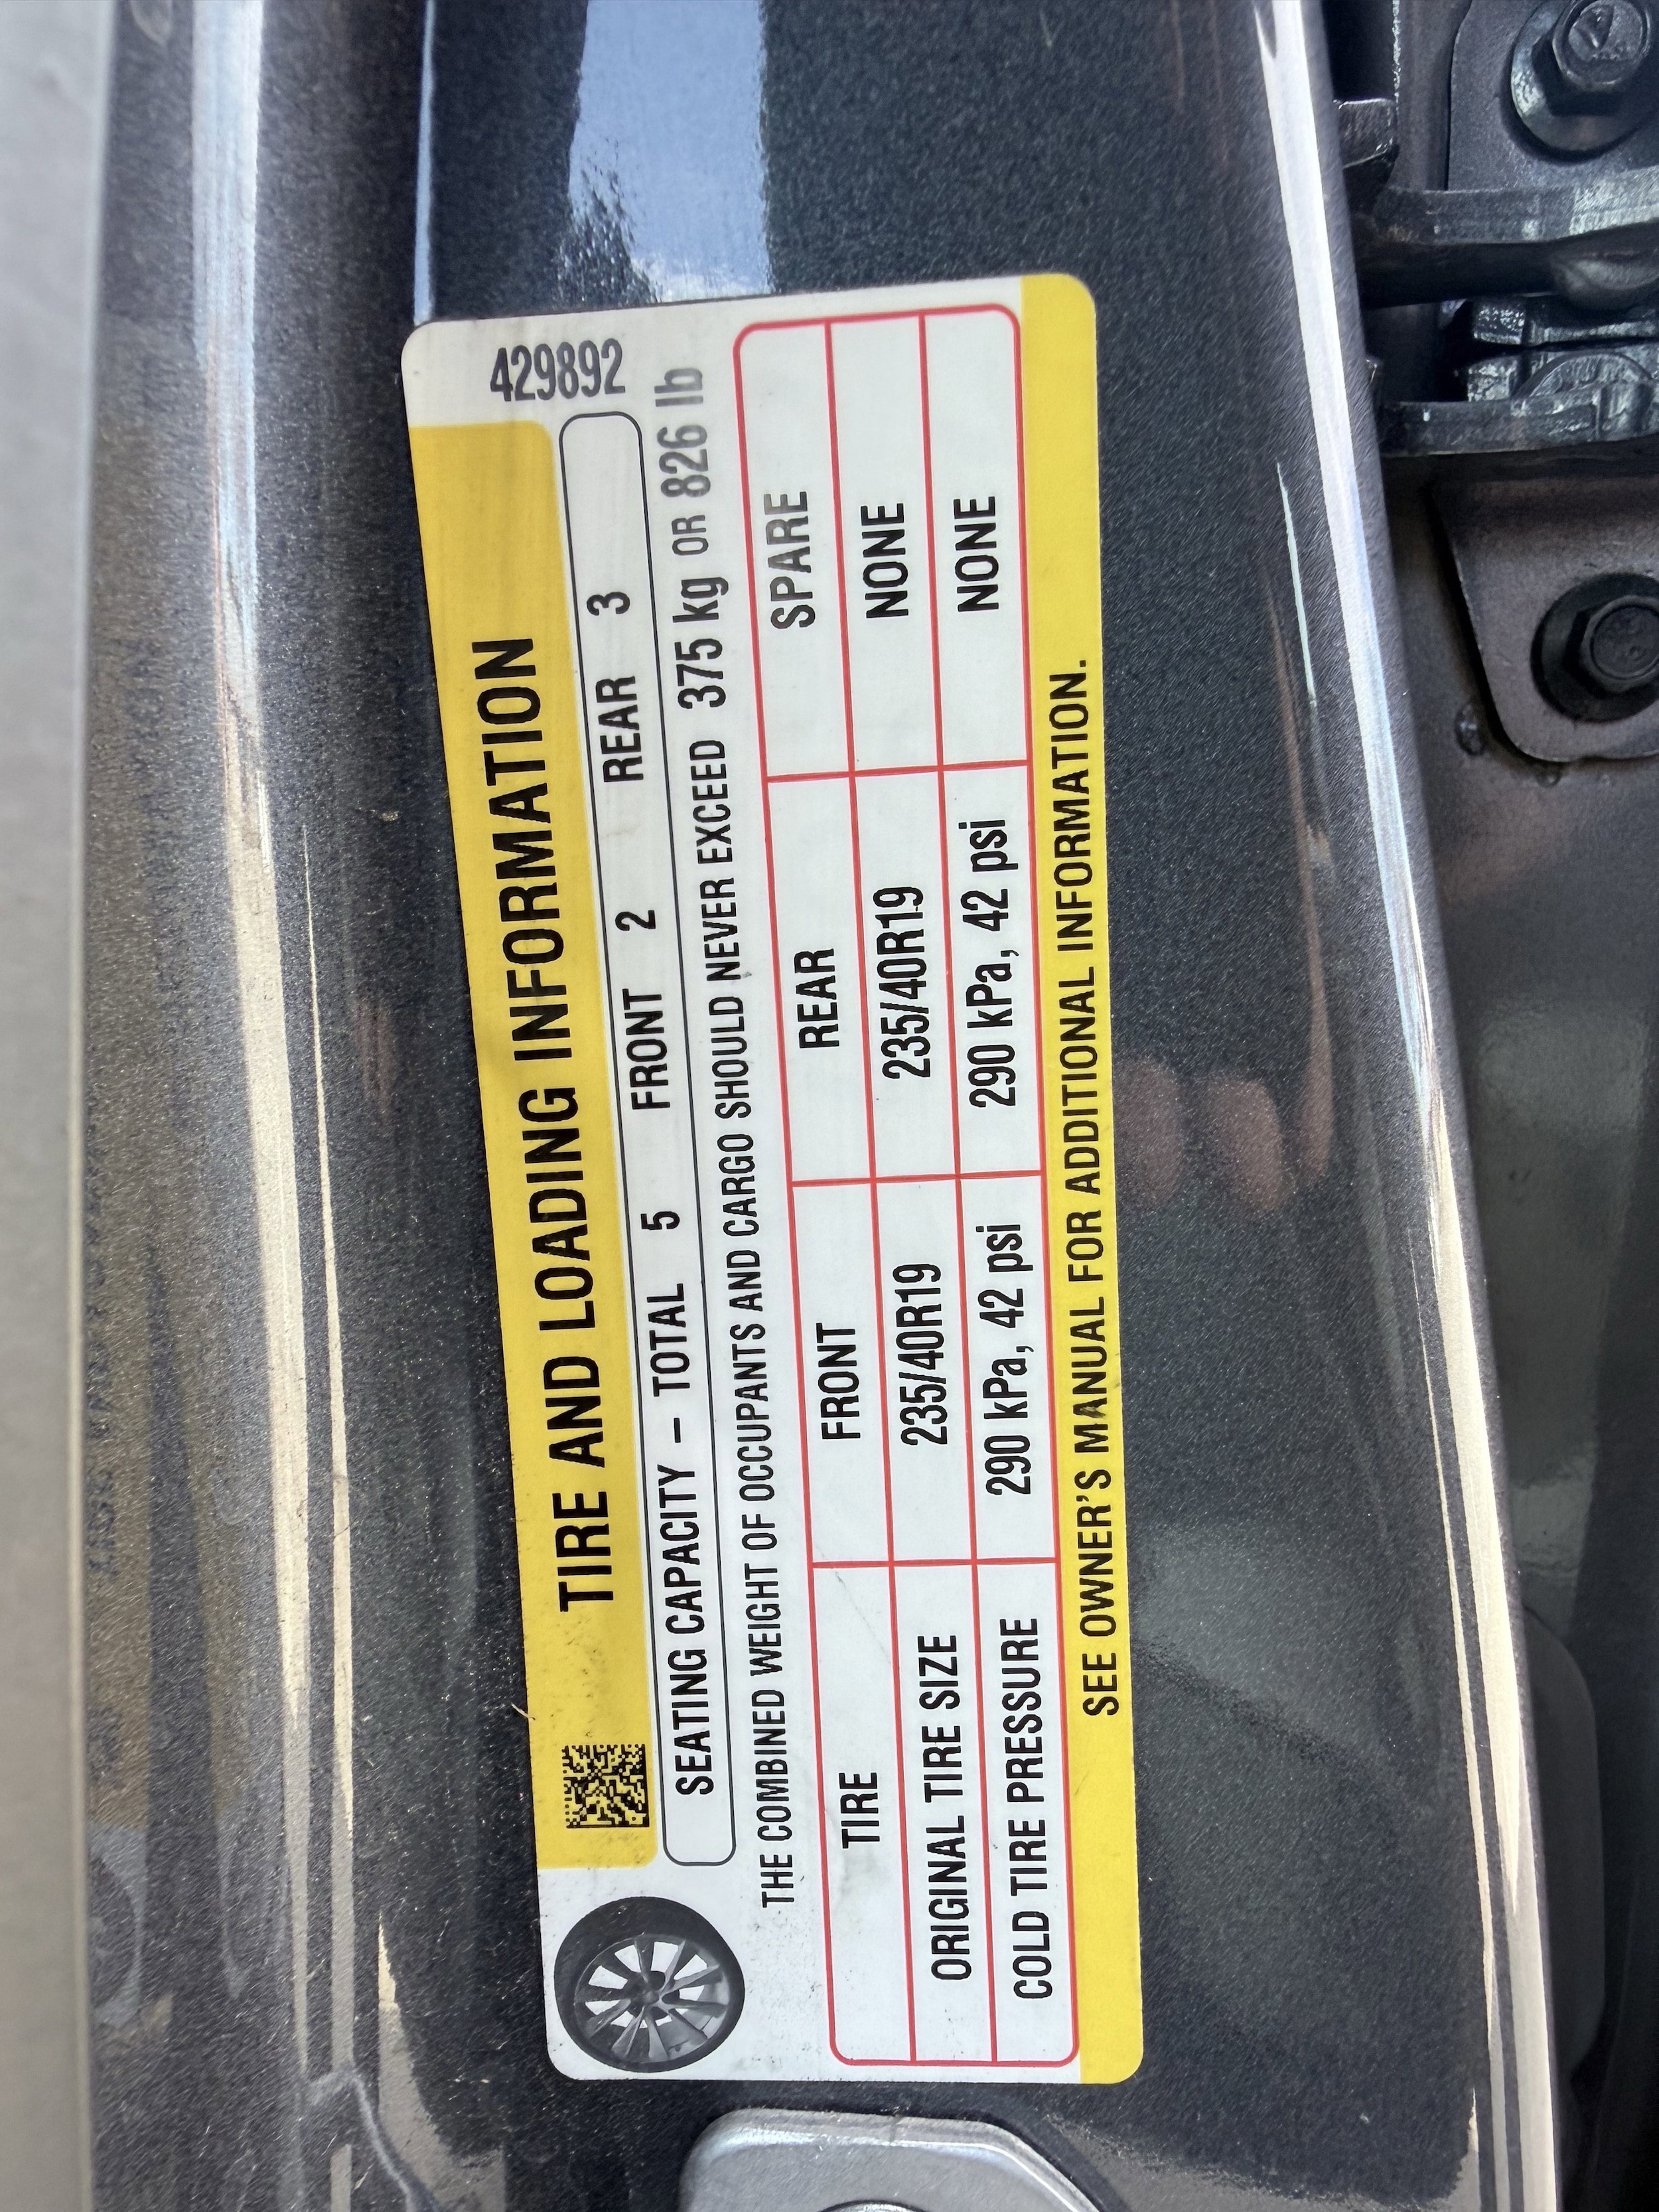 429892
TIRE AND LOADING INFORMATION
SEATING CAPACITY – TOTAL 5 FRONT 2 REAR 3
THE COMBINED WEIGHT OF OCCUPANTS AND CARGO SHOULD NEVER EXCEED 375 kg OR 826 lb
TIRE FRONT REAR SPARE
ORIGINAL TIRE SIZE 235/40R19 235/40R19 NONE
COLD TIRE PRESSURE 290 kPa, 42 psi 290 kPa, 42 psi NONE
SEE OWNER'S MANUAL FOR ADDITIONAL INFORMATION.